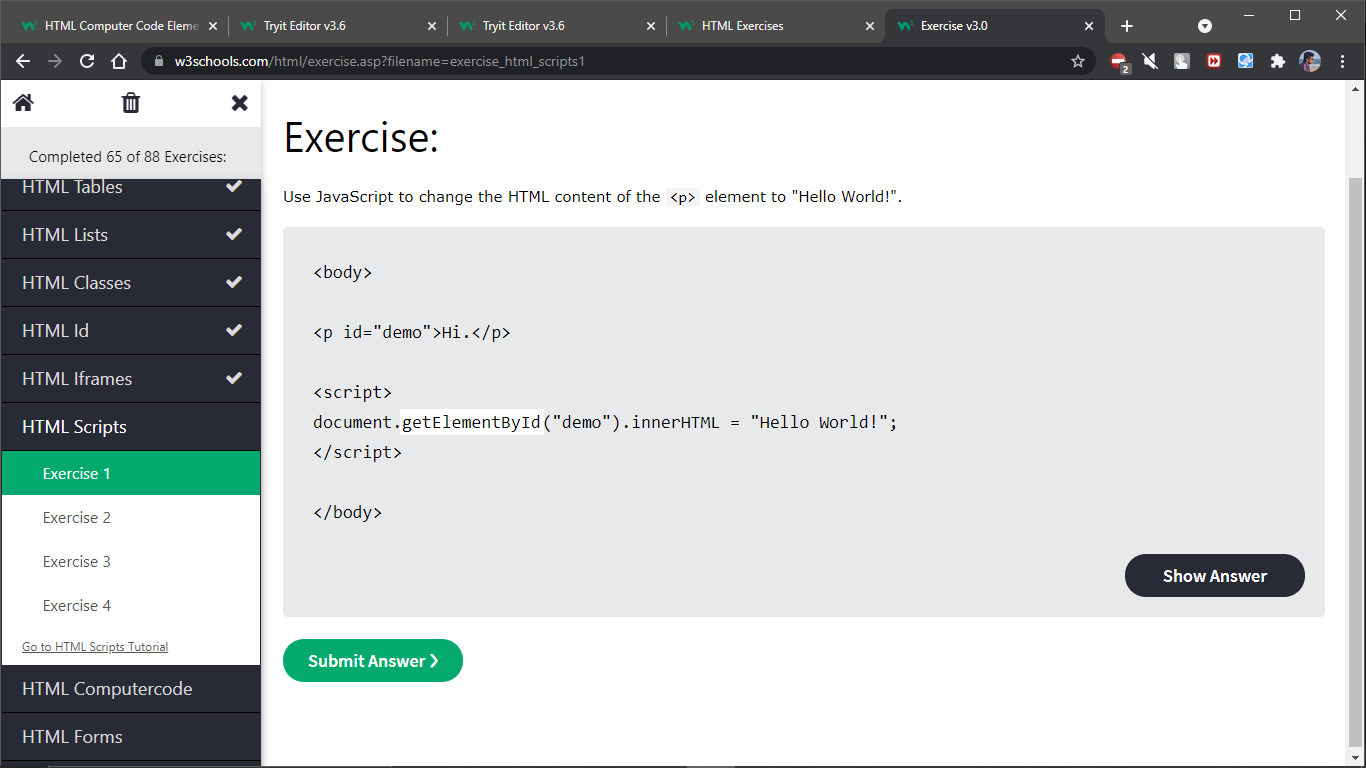 HTML Computer Code Eleme
Tryit Editor v3.6
Tryit Editor v3.6
HTML Exercises
Exercise v3.0
w3schools.com/html/exercise.asp?filename=exercise_html_scripts1
2
Completed 65 of 88 Exercises:
HTML Tables
HTML Lists
HTML Classes
HTML Id
HTML Iframes
HTML Scripts
Exercise 1
Exercise 2
Exercise 3
Exercise 4
Go to HTML Scripts Tutorial
HTML Computercode
HTML Forms
Exercise:
Use JavaScript to change the HTML content of the <p> element to "Hello World!".
<body>
<p id="demo">Hi.</p>
<script>
document.getElementById("demo").innerHTML = "Hello World!";
</script>
</body>
Show Answer
Submit Answer ❯